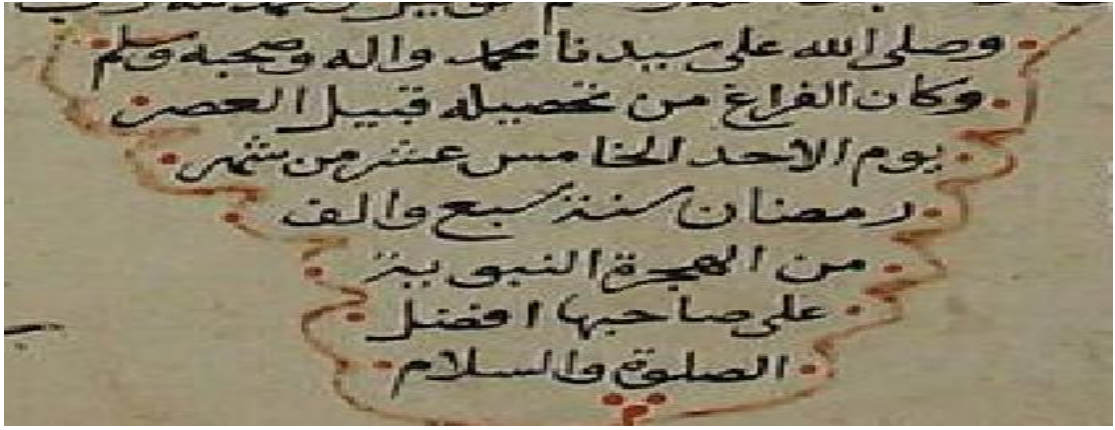 وصلى الله على سيدنا محمد واله وصحبه وسلم
وكان الفراغ من تحصيله قبيل العصر
يوم الاحد الخامس عشر من شهر
رمضان سنة سبع والف
من الهجرة النبوية
على صاحبها افضل
الصلوة والسلام
م